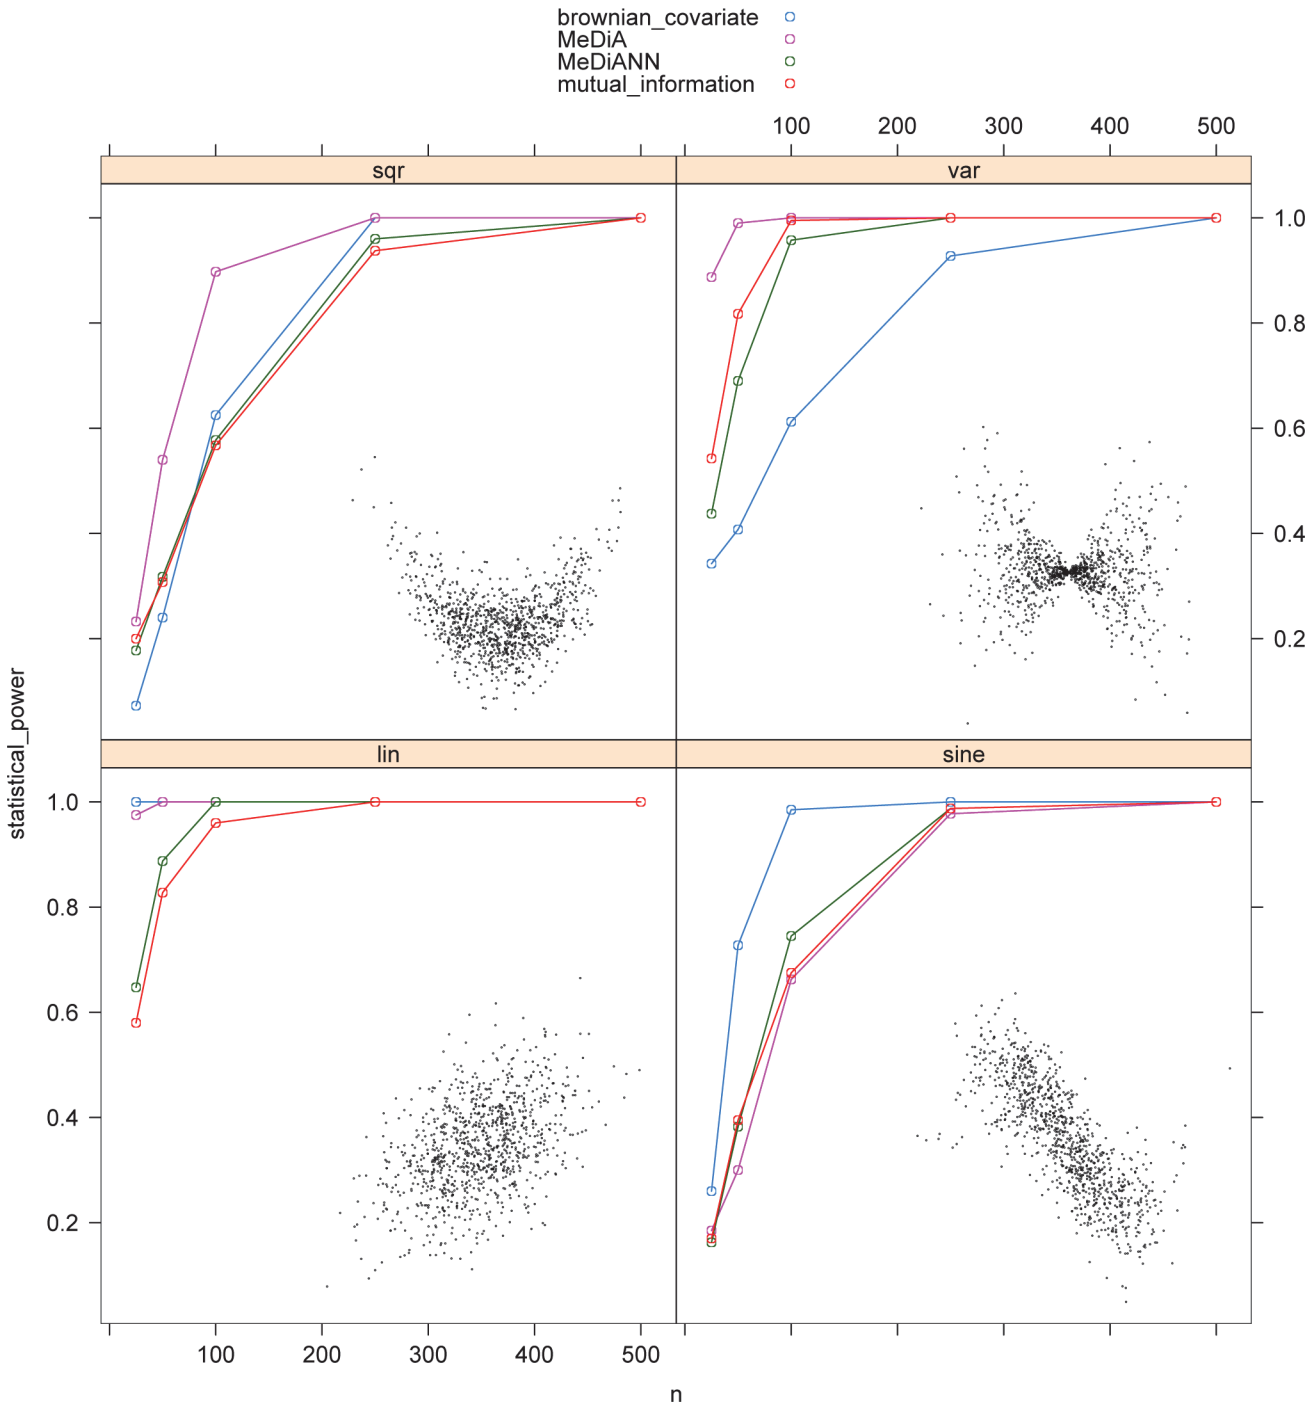 brownian_covariate
MeDiA
MeDiANN
mutual_information
100 200 300 400 500
sqr
var
1.0
0.8
0.6
0.4
0.2
statistical_power
lin
sine
1.0
0.8
0.6
0.4
0.2
100 200 300 400 500
n